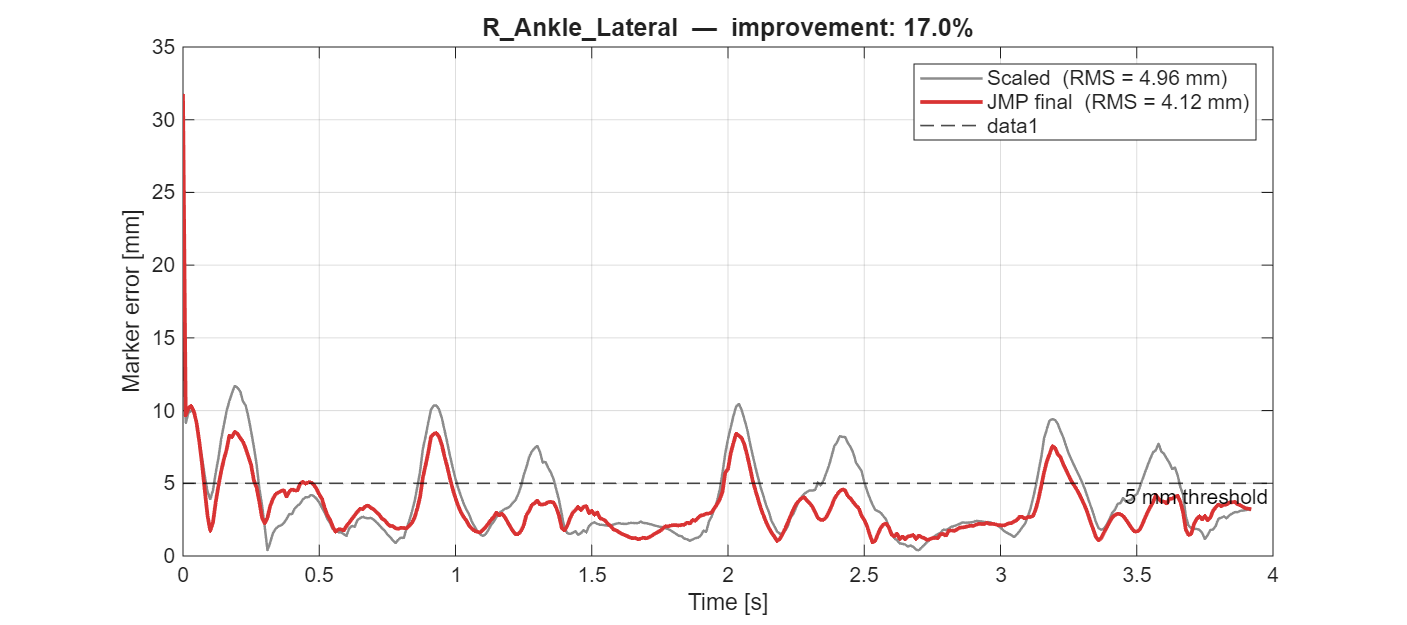 R_Ankle_Lateral — improvement: 17.0%
35
30
25
20
15
10
5
0
Marker error [mm]
Scaled (RMS = 4.96 mm)
JMP final (RMS = 4.12 mm)
data1
5 mm threshold
0 0.5 1 1.5 2 2.5 3 3.5 4
Time [s]